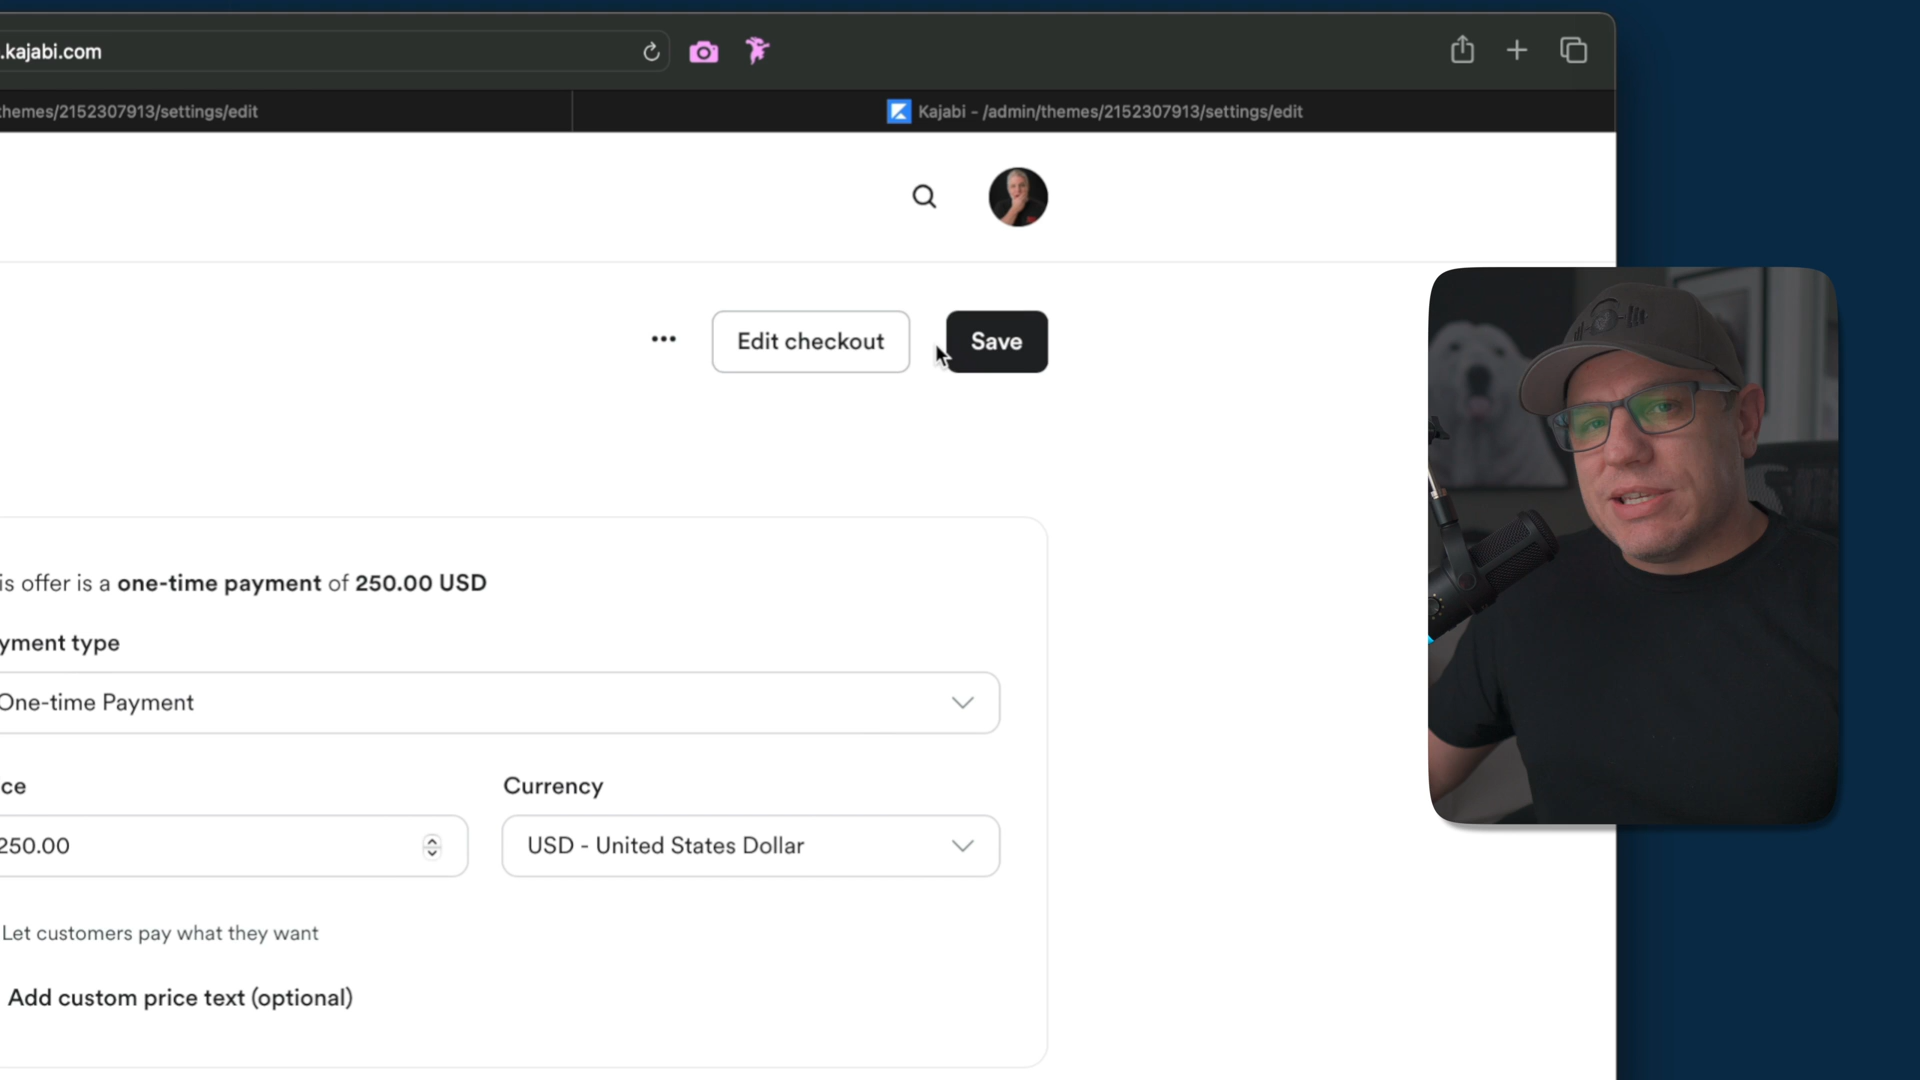 .kajabi.com
themes/2152307913/settings/edit
Kajabi - /admin/themes/2152307913/settings/edit
Edit checkout
Save
is offer is a one-time payment of 250.00 USD
yment type
One-time Payment
ce
Currency
250.00
USD - United States Dollar
Let customers pay what they want
Add custom price text (optional)